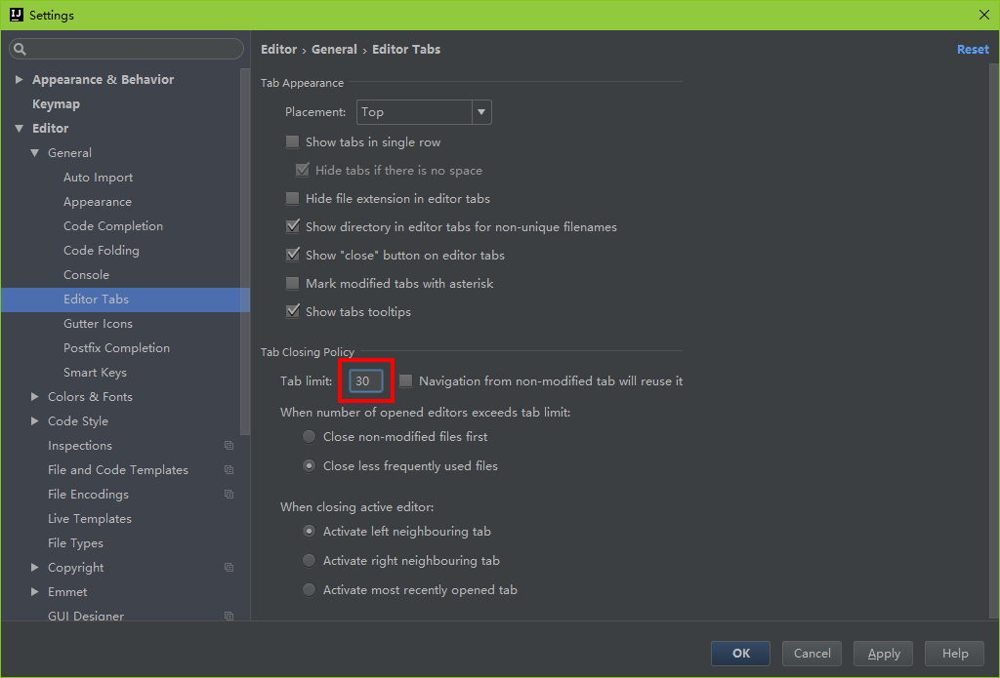 IJ Settings
Appearance & Behavior
Keymap
Editor
General
Auto Import
Appearance
Code Completion
Code Folding
Console
Editor Tabs
Gutter Icons
Postfix Completion
Smart Keys
Colors & Fonts
Code Style
Inspections
File and Code Templates
File Encodings
Live Templates
File Types
Copyright
Emmet
GUI Designer
Editor › General › Editor Tabs Reset
Tab Appearance
Placement: Top
Show tabs in single row
Hide tabs if there is no space
Hide file extension in editor tabs
Show directory in editor tabs for non-unique filenames
Show "close" button on editor tabs
Mark modified tabs with asterisk
Show tabs tooltips
Tab Closing Policy
Tab limit: 30 Navigation from non-modified tab will reuse it
When number of opened editors exceeds tab limit:
Close non-modified files first
Close less frequently used files
When closing active editor:
Activate left neighbouring tab
Activate right neighbouring tab
Activate most recently opened tab
OK Cancel Apply Help